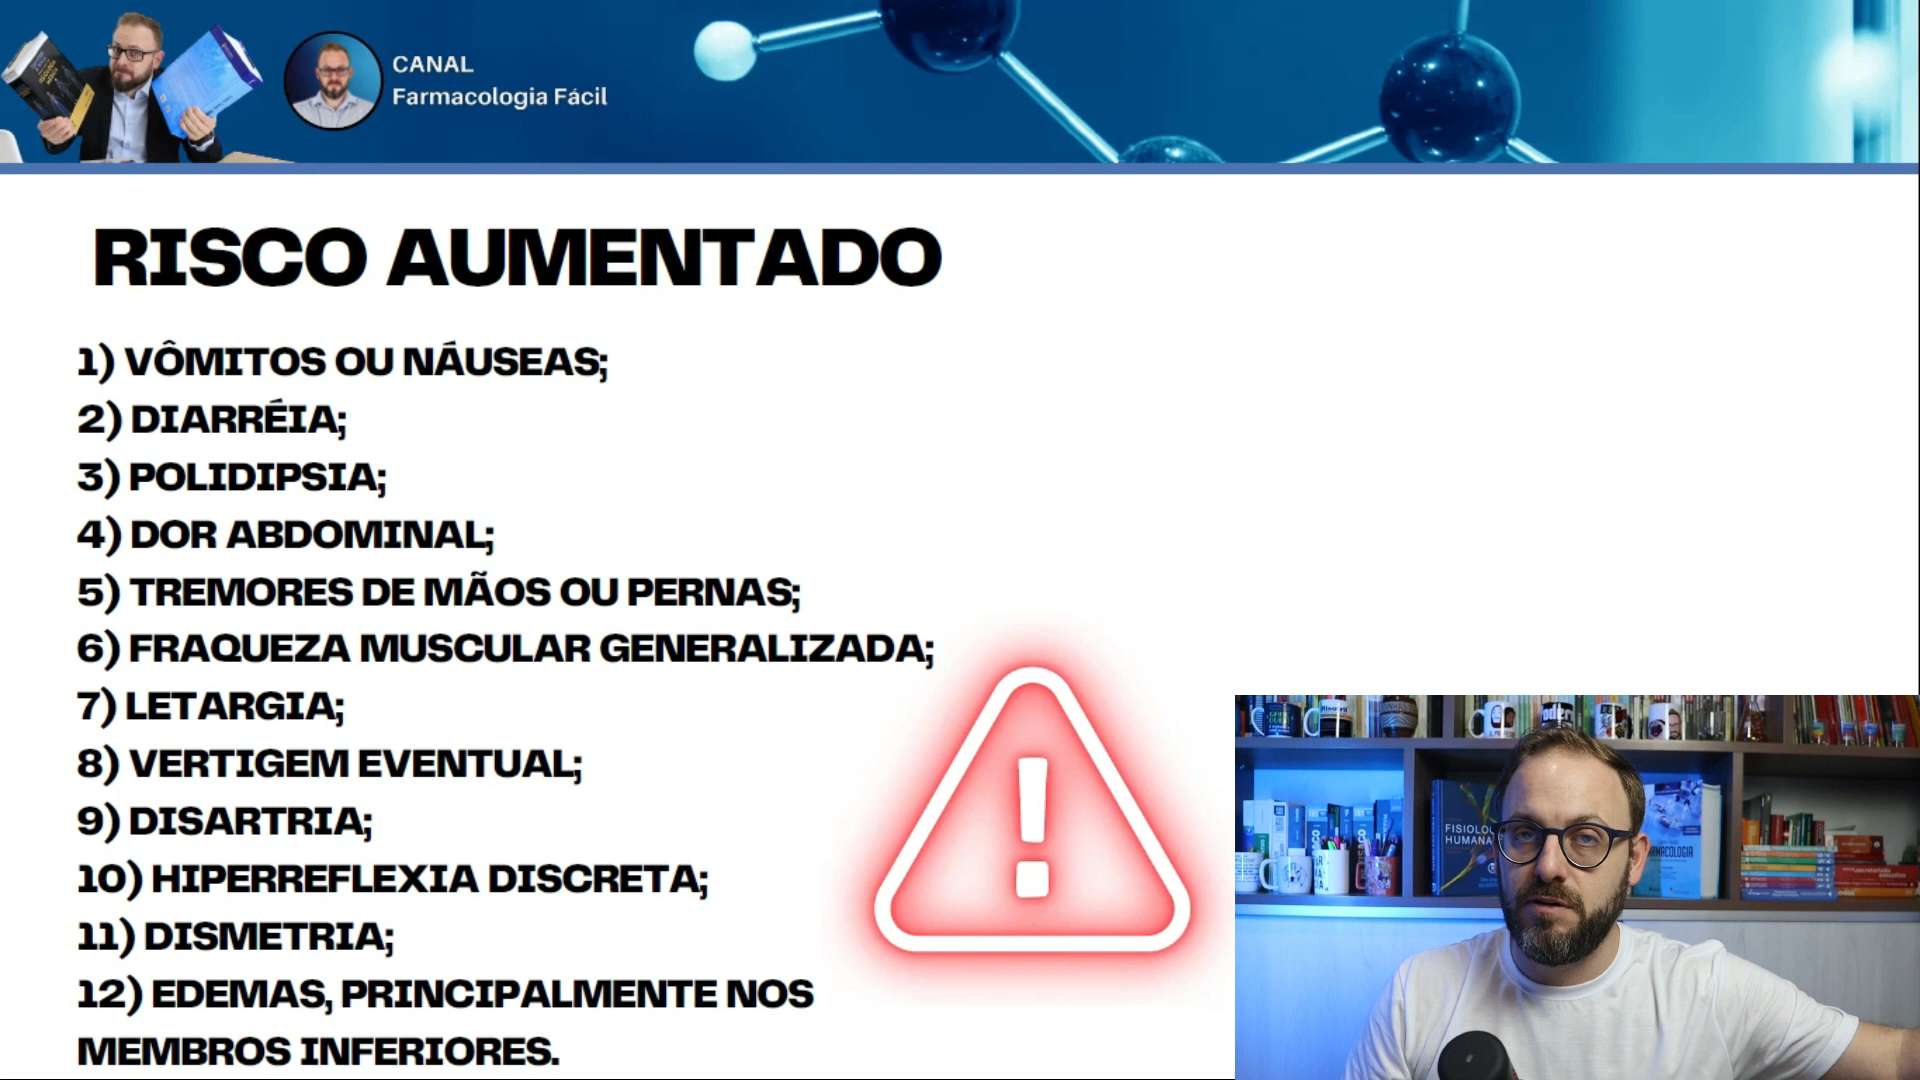 CANAL
Farmacologia Fácil
RISCO AUMENTADO
1) VÔMITOS OU NÁUSEAS;
2) DIARRÉIA;
3) POLIDIPSIA;
4) DOR ABDOMINAL;
5) TREMORES DE MÃOS OU PERNAS;
6) FRAQUEZA MUSCULAR GENERALIZADA;
7) LETARGIA;
8) VERTIGEM EVENTUAL;
9) DISARTRIA;
10) HIPERREFLEXIA DISCRETA;
11) DISMETRIA;
12) EDEMAS, PRINCIPALMENTE NOS
MEMBROS INFERIORES.
FISIOLO
HUMANA